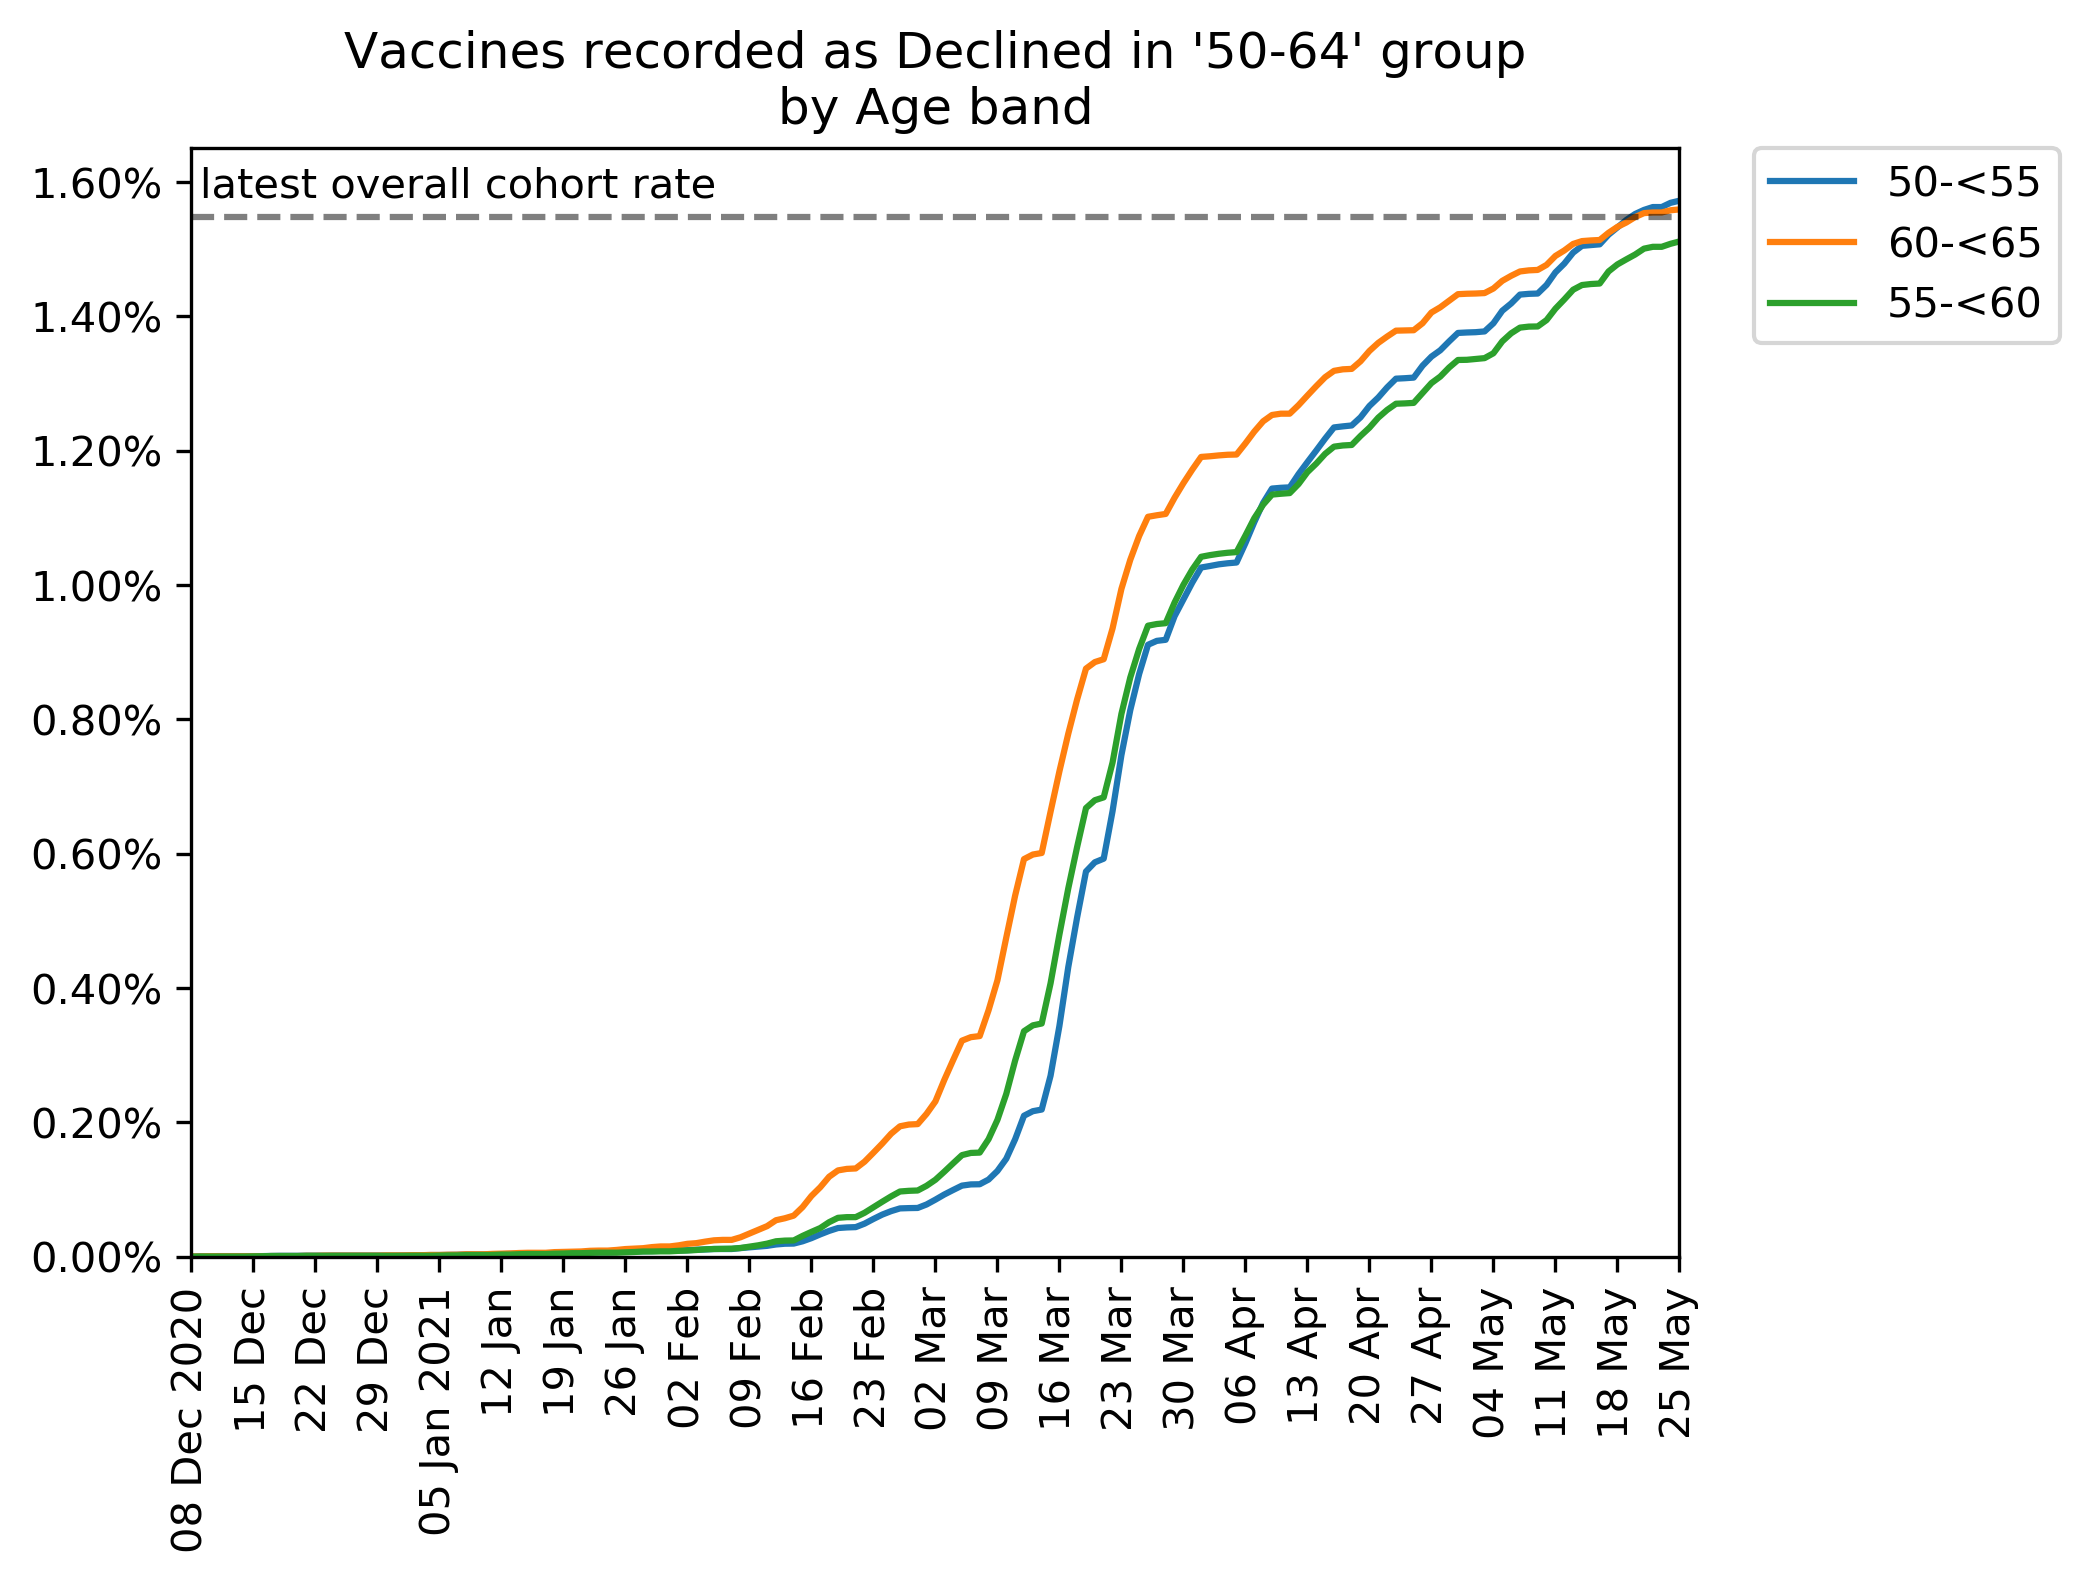 Vaccines recorded as Declined in '50-64' group
by Age band
1.60%
1.40%
1.20%
1.00%
0.80%
0.60%
0.40%
0.20%
0.00%
latest overall cohort rate
50-<55
60-<65
55-<60
08 Dec 2020
15 Dec
22 Dec
29 Dec
05 Jan 2021
12 Jan
19 Jan
26 Jan
02 Feb
09 Feb
16 Feb
23 Feb
02 Mar
09 Mar
16 Mar
23 Mar
30 Mar
06 Apr
13 Apr
20 Apr
27 Apr
04 May
11 May
18 May
25 May